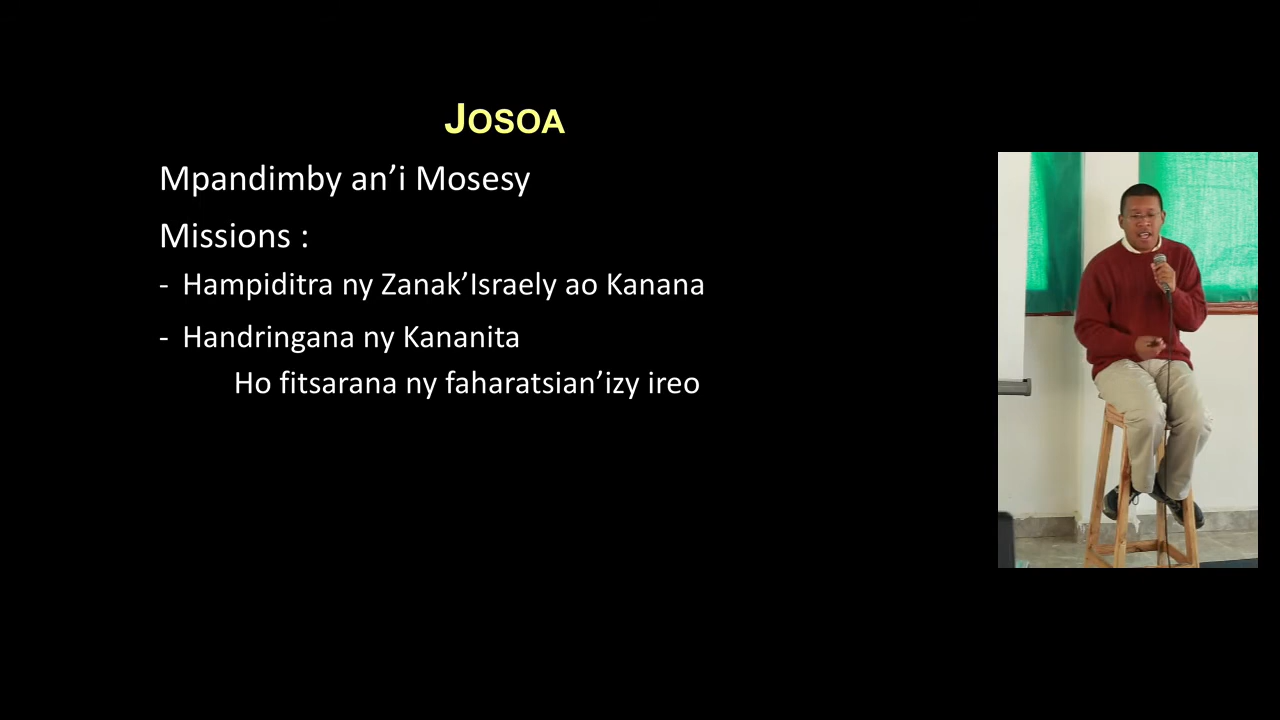 JOSOA
Mpandimby an’i Mosesy
Missions :
- Hampiditra ny Zanak’Israely ao Kanana
- Handringana ny Kananita
Ho fitsarana ny faharatsian’izy ireo